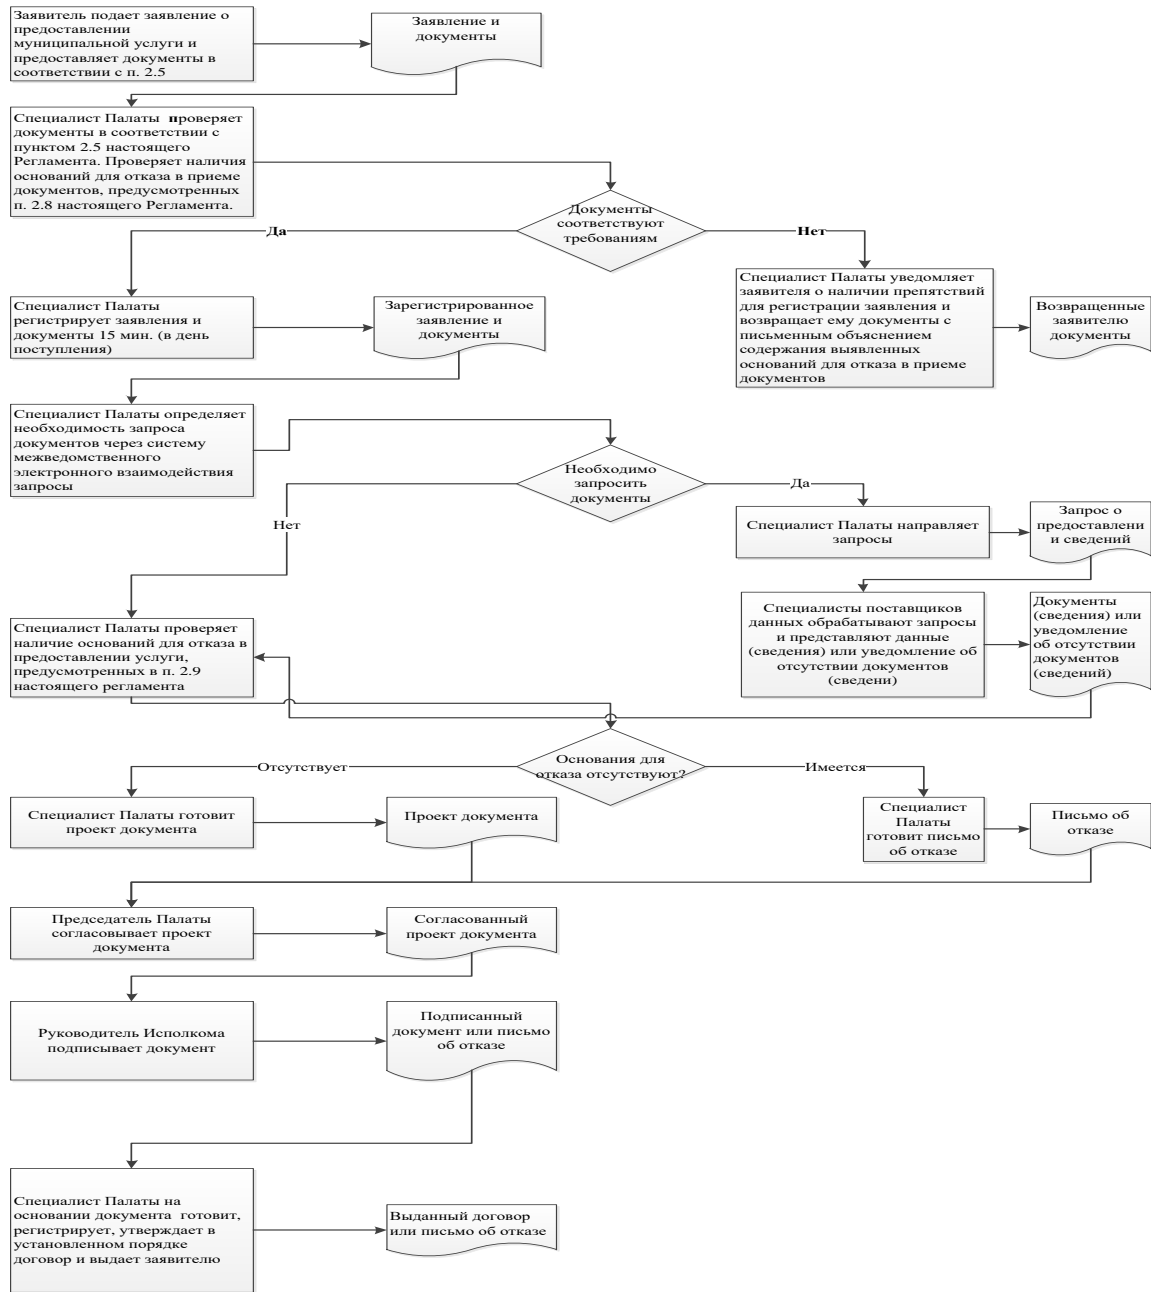 Заявитель подает заявление о
предоставлении
муниципальной услуги и
предоставляет документы в
соответствии с п. 2.5
Заявление и
документы
Специалист Палаты проверяет
документы в соответствии с
пунктом 2.5 настоящего
Регламента. Проверяет наличия
оснований для отказа в приеме
документов, предусмотренных
п. 2.8 настоящего Регламента.
Документы
соответствуют
требованиям
Да
Нет
Специалист Палаты
регистрирует заявления и
документы 15 мин. (в день
поступления)
Зарегистрированное
заявление и
документы
Специалист Палаты уведомляет
заявителя о наличии препятствий
для регистрации заявления и
возвращает ему документы с
письменным объяснением
содержания выявленных
оснований для отказа в приеме
документов
Возвращенные
заявителю
документы
Специалист Палаты определяет
необходимость запроса
документов через систему
межведомственного
электронного взаимодействия
запросы
Необходимо
запросить
документы
Да
Нет
Специалист Палаты направляет
запросы
Запрос о
предоставлени
и сведений
Специалисты поставщиков
данных обрабатывают запросы
и представляют данные
(сведения) или уведомление об
отсутствии документов
(сведени)
Документы
(сведения) или
уведомление
об отсутствии
документов
(сведений)
Специалист Палаты проверяет
наличие оснований для отказа в
предоставлении услуги,
предусмотренных в п. 2.9
настоящего регламента
Основания для
отказа отсутствуют?
Отсутствует
Имеется
Специалист Палаты готовит
проект документа
Проект документа
Специалист
Палаты
готовит письмо
об отказе
Письмо об
отказе
Председатель Палаты
согласовывает проект
документа
Согласованный
проект документа
Руководитель Исполкома
подписывает документ
Подписанный
документ или письмо
об отказе
Специалист Палаты на
основании документа готовит,
регистрирует, утверждает в
установленном порядке
договор и выдает заявителю
Выданный договор
или письмо об отказе